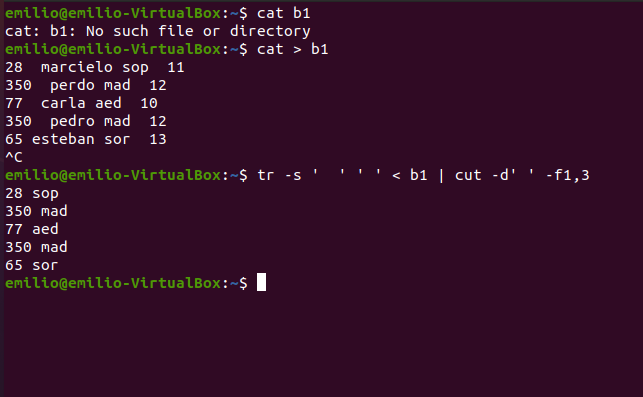 emilio@emilio-VirtualBox:~$ cat b1
cat: b1: No such file or directory
emilio@emilio-VirtualBox:~$ cat > b1
28  marcielo sop  11
350  perdo mad  12
77  carla aed  10
350  pedro mad  12
65 esteban sor  13
^C
emilio@emilio-VirtualBox:~$ tr -s '  ' ' ' < b1 | cut -d' ' -f1,3
28 sop
350 mad
77 aed
350 mad
65 sor
emilio@emilio-VirtualBox:~$